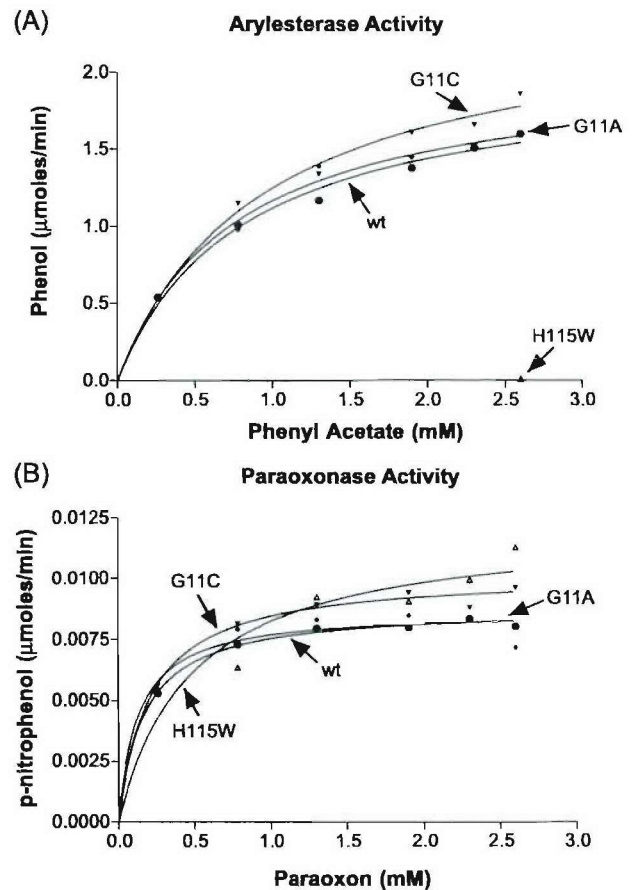 (A)
Arylesterase Activity
Phenol (μmoles/min)
2.0
1.5
1.0
0.5
0.0
G11C
G11A
wt
H115W
0.0 0.5 1.0 1.5 2.0 2.5 3.0
Phenyl Acetate (mM)
(B)
Paraoxonase Activity
p-nitrophenol (μmoles/min)
0.0125
0.0100
0.0075
0.0050
0.0025
0.0000
G11C
G11A
wt
H115W
0.0 0.5 1.0 1.5 2.0 2.5 3.0
Paraoxon (mM)